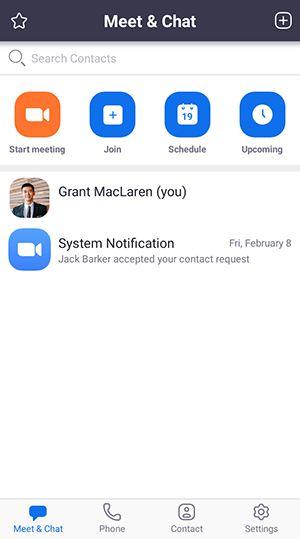 Meet & Chat
Search Contacts
19
Start meeting
Join
Schedule
Upcoming
Grant MacLaren (you)
System Notification
Fri, February 8
Jack Barker accepted your contact request
Meet & Chat
Phone
Contact
Settings